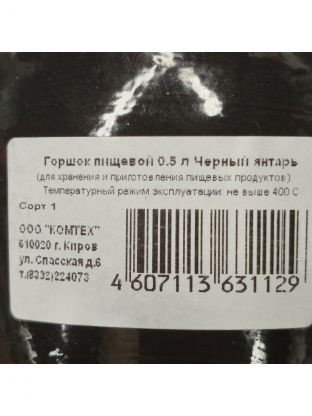 Горшок пищевой 0.5 л Черный янтарь
(для хранения и приготовления пищевых продуктов)
Температурный режим эксплуатации: не выше 400 С
Сорт 1
ООО "КОМТЕХ"
610020 г. Киров
ул. Спасская д.6
т.(8332)224073
4 607113 631129